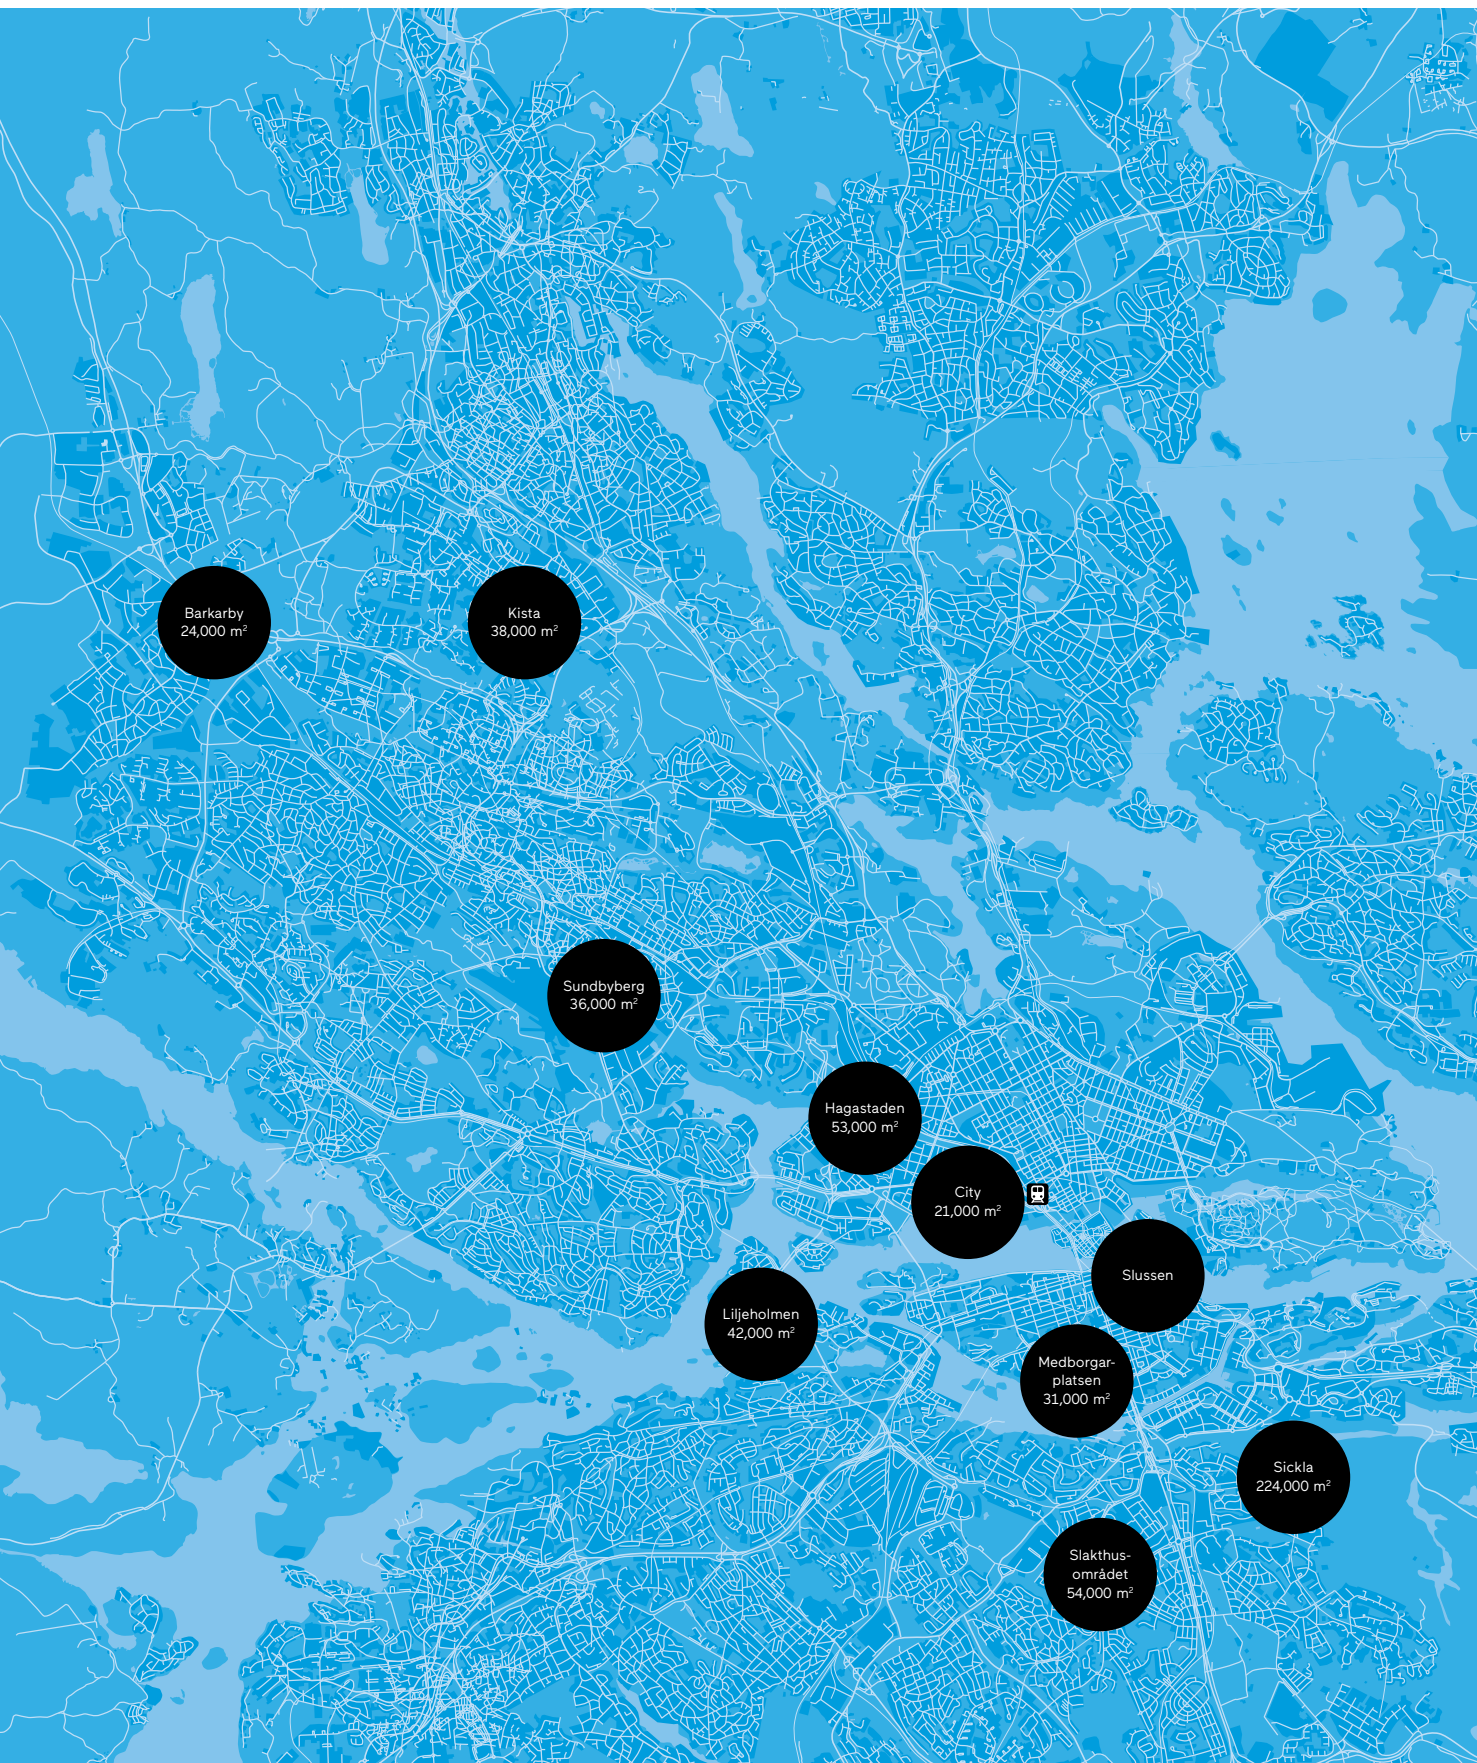 Barkarby
24,000 m²
Kista
38,000 m²
Sundbyberg
36,000 m²
Hagastaden
53,000 m²
City
21,000 m²
Slussen
Liljeholmen
42,000 m²
Medborgar-
platsen
31,000 m²
Sickla
224,000 m²
Slakthus-
området
54,000 m²